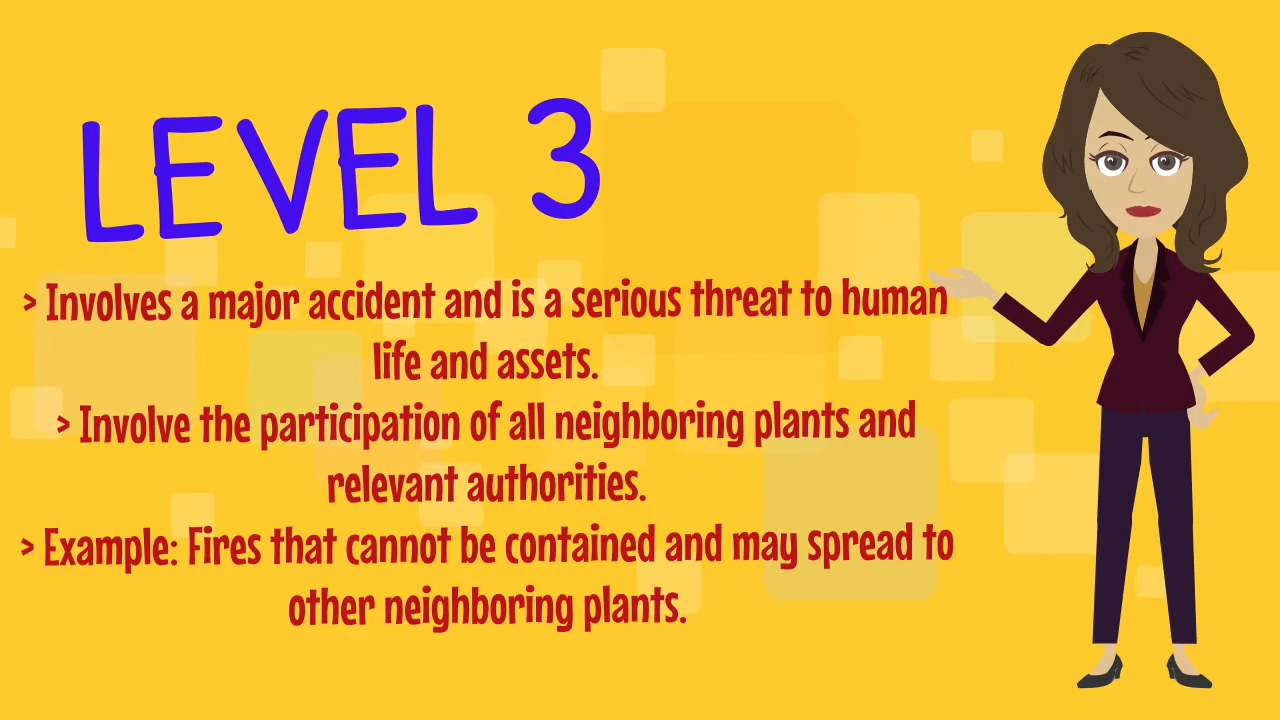 LEVEL 3
> Involves a major accident and is a serious threat to human
life and assets.
> Involve the participation of all neighboring plants and
relevant authorities.
> Example: Fires that cannot be contained and may spread to
other neighboring plants.